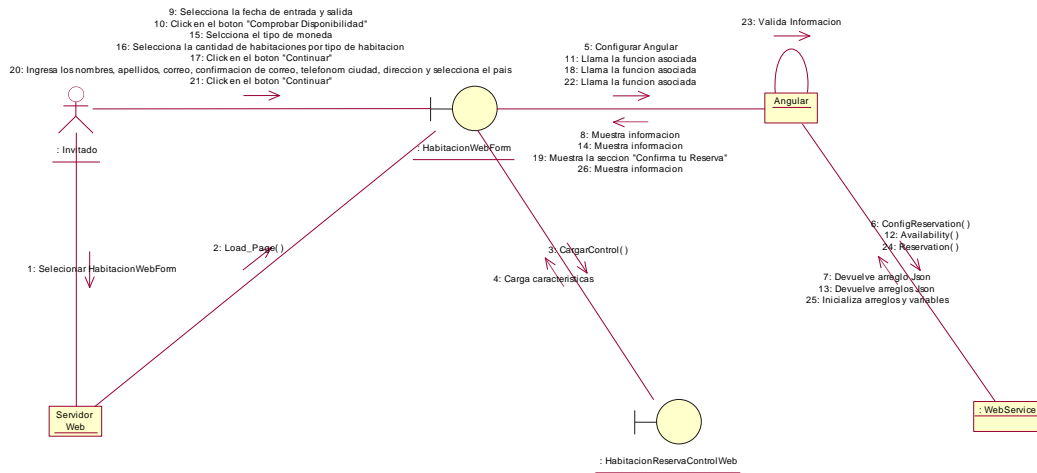 9: Selecciona la fecha de entrada y salida
10: Click en el boton "Comprobar Disponibilidad"
15: Selcciona el tipo de moneda
16: Selecciona la cantidad de habitaciones por tipo de habitacion
17: Click en el boton "Continuar"
20: Ingresa los nombres, apellidos, correo, confirmacion de correo, telefonom ciudad, direccion y selecciona el pais
21: Click en el boton "Continuar"
23: Valida Informacion
5: Configurar Angular
11: Llama la funcion asociada
18: Llama la funcion asociada
22: Llama la funcion asociada
Angular
8: Muestra informacion
14: Muestra informacion
19: Muestra la seccion "Confirma tu Reserva"
26: Muestra informacion
: Invitado
: HabitacionWebForm
6: ConfigReservation( )
12: Availability( )
24: Reservation( )
2: Load_Page( )
3: CargarControl( )
1: Selecionar HabitacionWebForm
4: Carga caracteristicas
7: Devuelve arreglo Json
13: Devuelve arreglos Json
25: Inicializa arreglos y variables
Servidor
Web
: WebService
: HabitacionReservaControlWeb